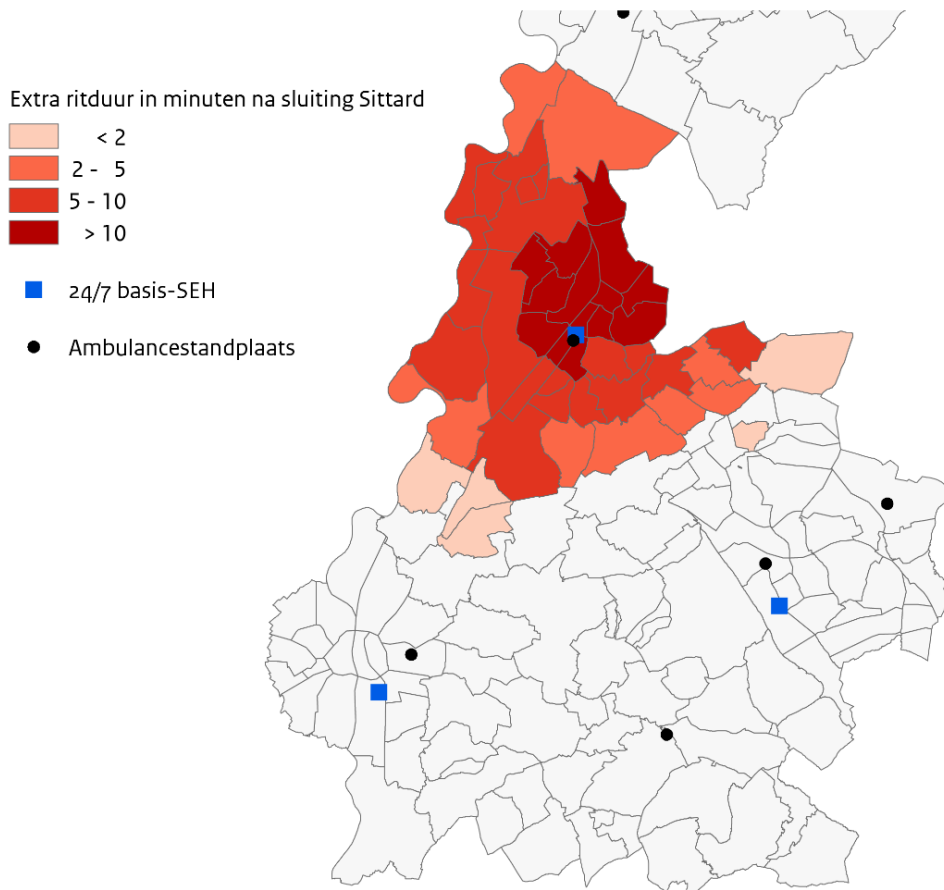 Extra ritduur in minuten na sluiting Sittard
< 2
2 - 5
5 - 10
> 10
24/7 basis-SEH
Ambulancestandplaats